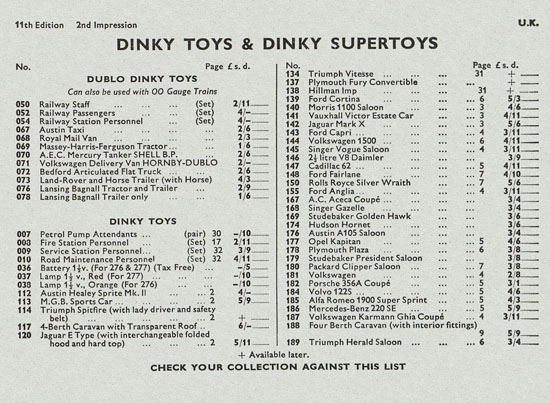 11th Edition 2nd Impression U.K.
DINKY TOYS & DINKY SUPERTOYS
No. Page £ s. d.
DUBLO DINKY TOYS
Can also be used with OO Gauge Trains
050 Railway Staff ... ... ... (Set) 2/11
052 Railway Passengers ... (Set) 4/–
054 Railway Station Personnel (Set) 4/–
067 Austin Taxi ... ... ... 2/6
068 Royal Mail Van ... ... ... 2/3
069 Massey-Harris-Ferguson Tractor ... 1/6
070 A.E.C. Mercury Tanker SHELL B.P. 2/6
071 Volkswagen Delivery Van HORNBY-DUBLO 2/–
072 Bedford Articulated Flat Truck ... 2/6
073 Land-Rover and Horse Trailer (with Horse) 4/3
076 Lansing Bagnall Tractor and Trailer 2/9
078 Lansing Bagnall Trailer only ... 1/6
DINKY TOYS
007 Petrol Pump Attendants ... (pair) 30 –/10
003 Fire Station Personnel (Set) 17 2/11
009 Service Station Personnel ... (Set) 32 3/9
010 Road Maintenance Personnel (Set) 32 4/11
036 Battery 1½v. (For 276 & 277) (Tax Free) –/5
037 Lamp 1½ v., Red (For 277) –/10
038 Lamp 1½ v., Orange (For 276) –/10
112 Austin Healey Sprite Mk. II ... 2 4/–
113 M.G.B. Sports Car ... ... ... 2 5/9
114 Triumph Spitfire (with lady driver and safety
belt) ... ... ... ... 2 +
117 4-Berth Caravan with Transparent Roof .. 6/–
120 Jaguar E Type (with interchangeable folded
hood and hard top) ... ... 2 5/11
No. Page £ s. d.
134 Triumph Vitesse ... ... ... 31 +
137 Plymouth Fury Convertible ... ... +
138 Hillman Imp ... ... ... 31 +
139 Ford Cortina ... ... ... 6 5/3
140 Morris 1100 Saloon ... ... 3 4/6
141 Vauxhall Victor Estate Car ... 3 4/11
142 Jaguar Mark X ... ... ... 3 5/6
143 Ford Capri ... ... ... 4 3/11
144 Volkswagen 1500 ... ... 4 4/11
145 Singer Vogue Saloon ... ... 4 3/11
146 2½ litre V8 Daimler 3/9
147 Cadillac 62 ... ... ... 5 4/11
148 Ford Fairlane ... ... ... 7 4/10
150 Rolls Royce Silver Wraith ... 7 5/6
155 Ford Anglia ... ... ... 4 3/11
167 A.C. Aceca Coupé ... ... 3/4
168 Singer Gazelle ... ... ... 3/4
169 Studebaker Golden Hawk ... 3/6
174 Hudson Hornet ... ... ... 3/6
176 Austin A105 Saloon ... ... 3/4
177 Opel Kapitan ... ... ... 5 4/6
178 Plymouth Plaza ... ... ... 6 3/8
179 Studebaker President Saloon 3/8
180 Packard Clipper Saloon ... 7 3/8
181 Volkswagen ... ... ... 4 2/8
182 Porsche 356A Coupé ... ... 5 3/4
184 Volvo 122S ... ... ... 5 4/6
185 Alfa Romeo 1900 Super Sprint ... 5 4/3
186 Mercedes-Benz 220 SE ... ... 5 5/9
187 Volkswagen Karmann Ghia Coupé 4 3/11
188 Four Berth Caravan (with interior fittings)
9 5/9
189 Triumph Herald Saloon ... ... 6 3/4
+ Available later.
CHECK YOUR COLLECTION AGAINST THIS LIST